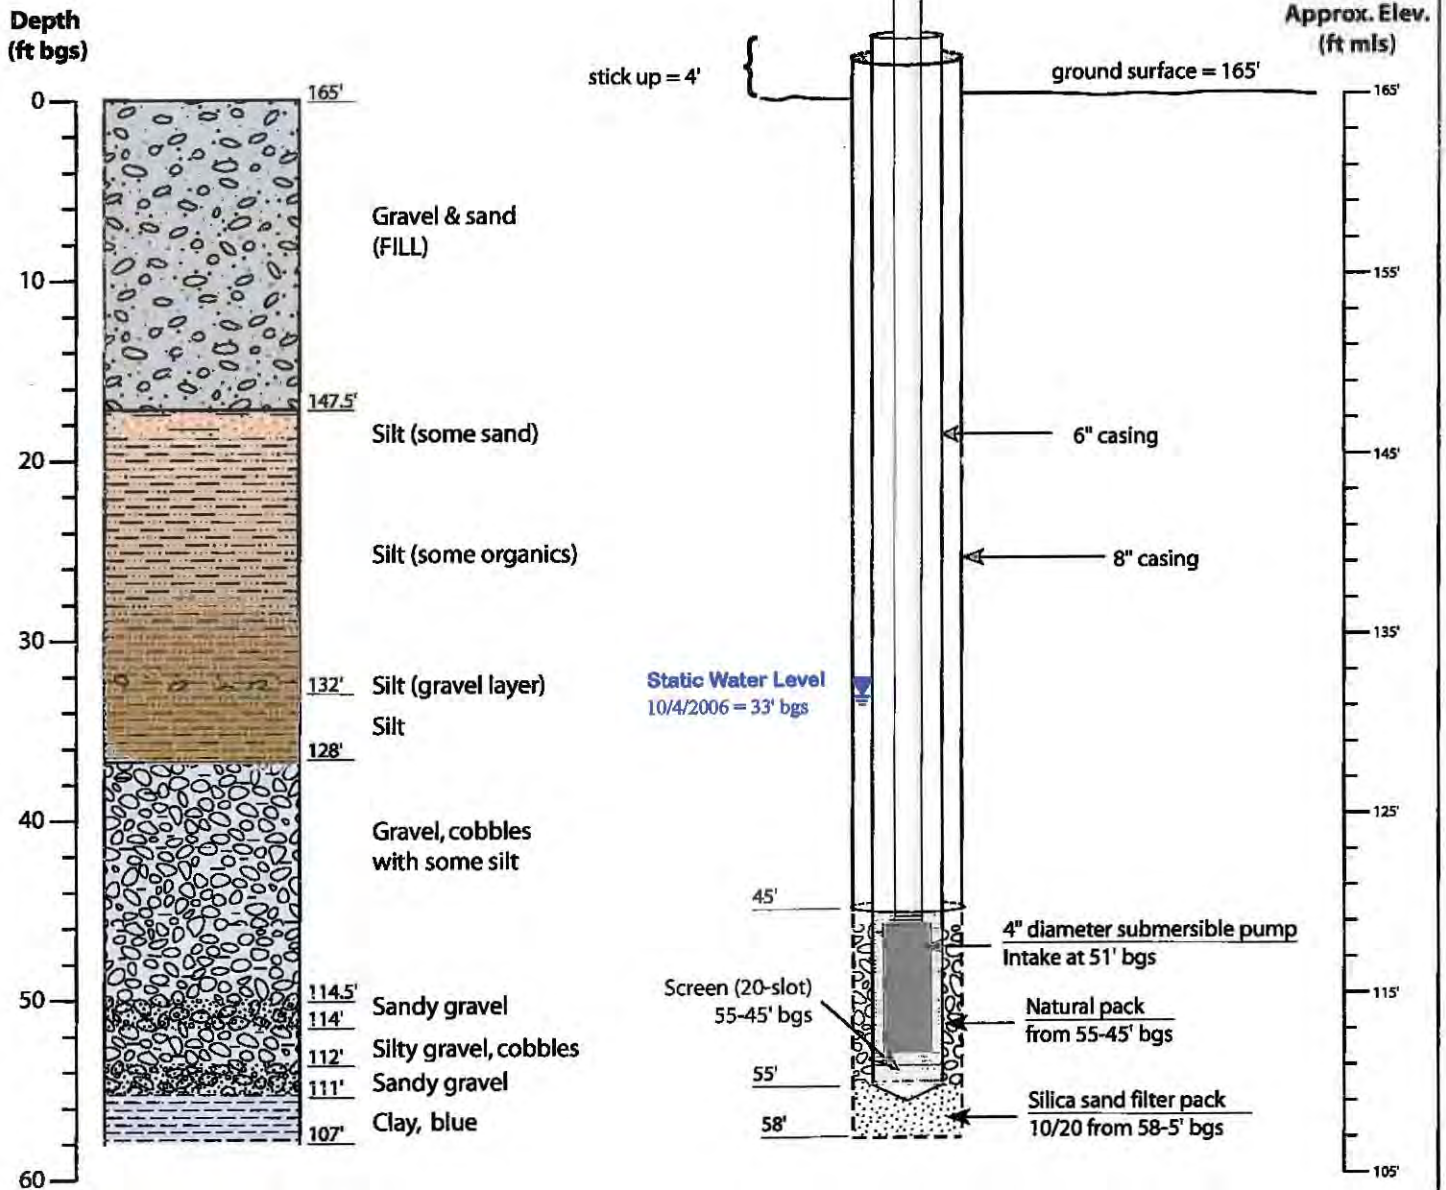 Depth
(ft bgs)
0
10
20
30
40
50
60
165'
147.5'
132'
128'
114.5'
114'
112'
111'
107'
Gravel & sand
(FILL)
Silt (some sand)
Silt (some organics)
Silt (gravel layer)
Silt
Gravel, cobbles
with some silt
Sandy gravel
Silty gravel, cobbles
Sandy gravel
Clay, blue
stick up = 4'
ground surface = 165'
6" casing
8" casing
Static Water Level
10/4/2006 = 33' bgs
45'
4" diameter submersible pump
Intake at 51' bgs
Screen (20-slot)
55-45' bgs
Natural pack
from 55-45' bgs
55'
Silica sand filter pack
10/20 from 58-5' bgs
58'
Approx. Elev.
(ft mls)
165'
155'
145'
135'
125'
115'
105'